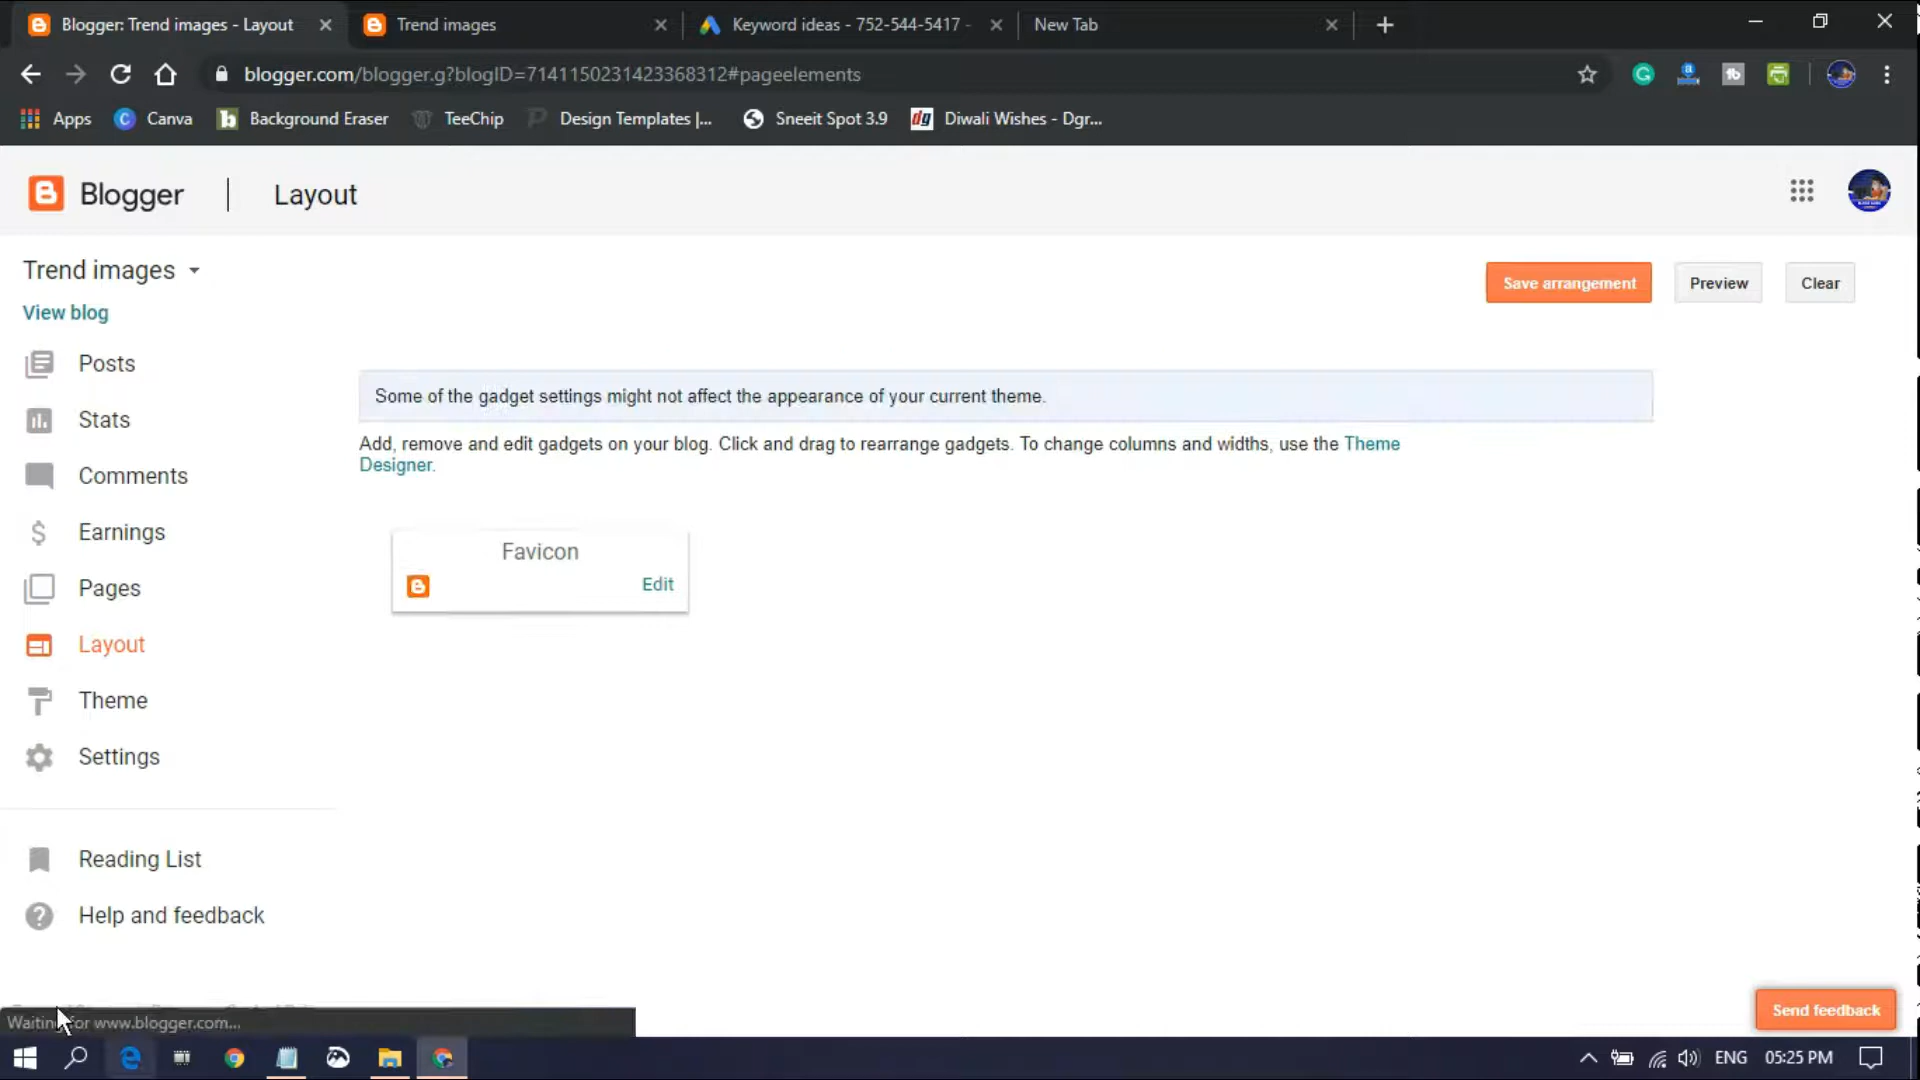 Blogger: Trend images - Layout
Trend images
Keyword ideas - 752-544-5417 -
New Tab
blogger.com/blogger.g?blogID=7141150231423368312#pageelements
Apps
Canva
Background Eraser
TeeChip
Design Templates |...
Sneeit Spot 3.9
Diwali Wishes - Dgr...
Blogger
Layout
Trend images
View blog
Save arrangement
Preview
Clear
Posts
Stats
Comments
Earnings
Pages
Layout
Theme
Settings
Reading List
Help and feedback
Some of the gadget settings might not affect the appearance of your current theme.
Add, remove and edit gadgets on your blog. Click and drag to rearrange gadgets. To change columns and widths, use the Theme
Designer.
Favicon
Edit
Send feedback
Waiting for www.blogger.com...
ENG
05:25 PM